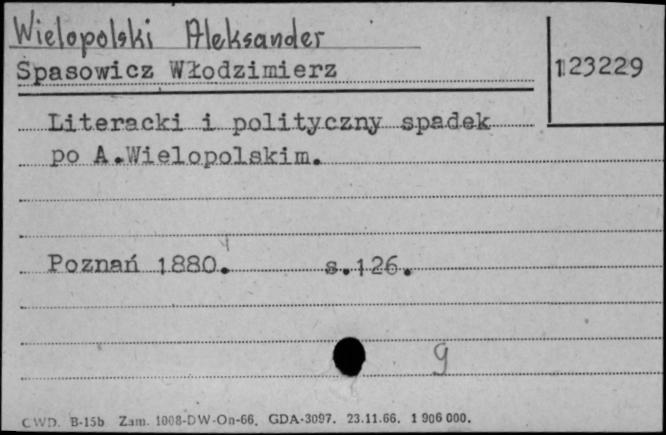 Wielopolski Aleksander
Spasowicz Włodzimierz
123229
Literacki i polityczny spadek
po A.Wielopolskim.
Poznań 1880. s.126.
9
CWD. B-15b Zam. 1008-DW-On-66. GDA-3097. 23.11.66. 1 906 000.